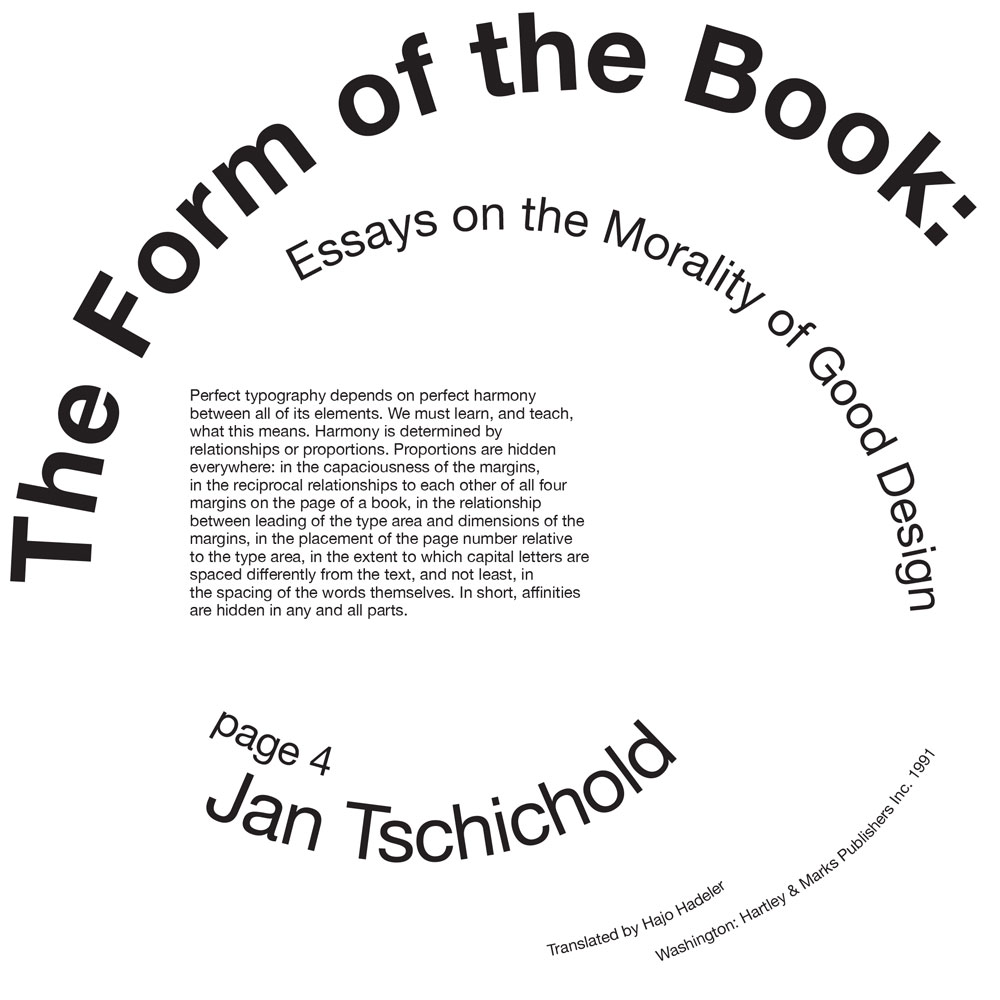 The Form of the Book:
Essays on the Morality of Good Design
Perfect typography depends on perfect harmony
between all of its elements. We must learn, and teach,
what this means. Harmony is determined by
relationships or proportions. Proportions are hidden
everywhere: in the capaciousness of the margins,
in the reciprocal relationships to each other of all four
margins on the page of a book, in the relationship
between leading of the type area and dimensions of the
margins, in the placement of the page number relative
to the type area, in the extent to which capital letters are
spaced differently from the text, and not least, in
the spacing of the words themselves. In short, affinities
are hidden in any and all parts.
page 4
Jan Tschichold
Translated by Hajo Hadeler
Washington: Hartley & Marks Publishers Inc. 1991